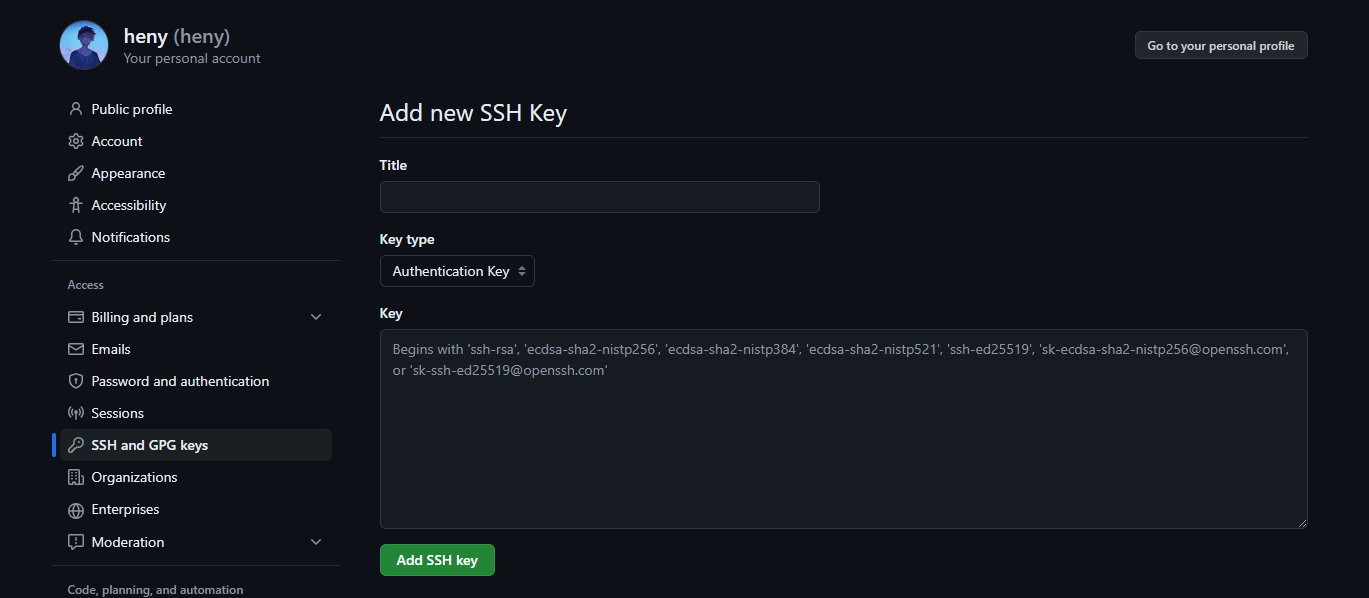 heny (heny)
Your personal account
Go to your personal profile
Public profile
Account
Appearance
Accessibility
Notifications
Access
Billing and plans
Emails
Password and authentication
Sessions
SSH and GPG keys
Organizations
Enterprises
Moderation
Code, planning, and automation
Add new SSH Key
Title
Key type
Authentication Key
Key
Begins with 'ssh-rsa', 'ecdsa-sha2-nistp256', 'ecdsa-sha2-nistp384', 'ecdsa-sha2-nistp521', 'ssh-ed25519', 'sk-ecdsa-sha2-nistp256@openssh.com',
or 'sk-ssh-ed25519@openssh.com'
Add SSH key